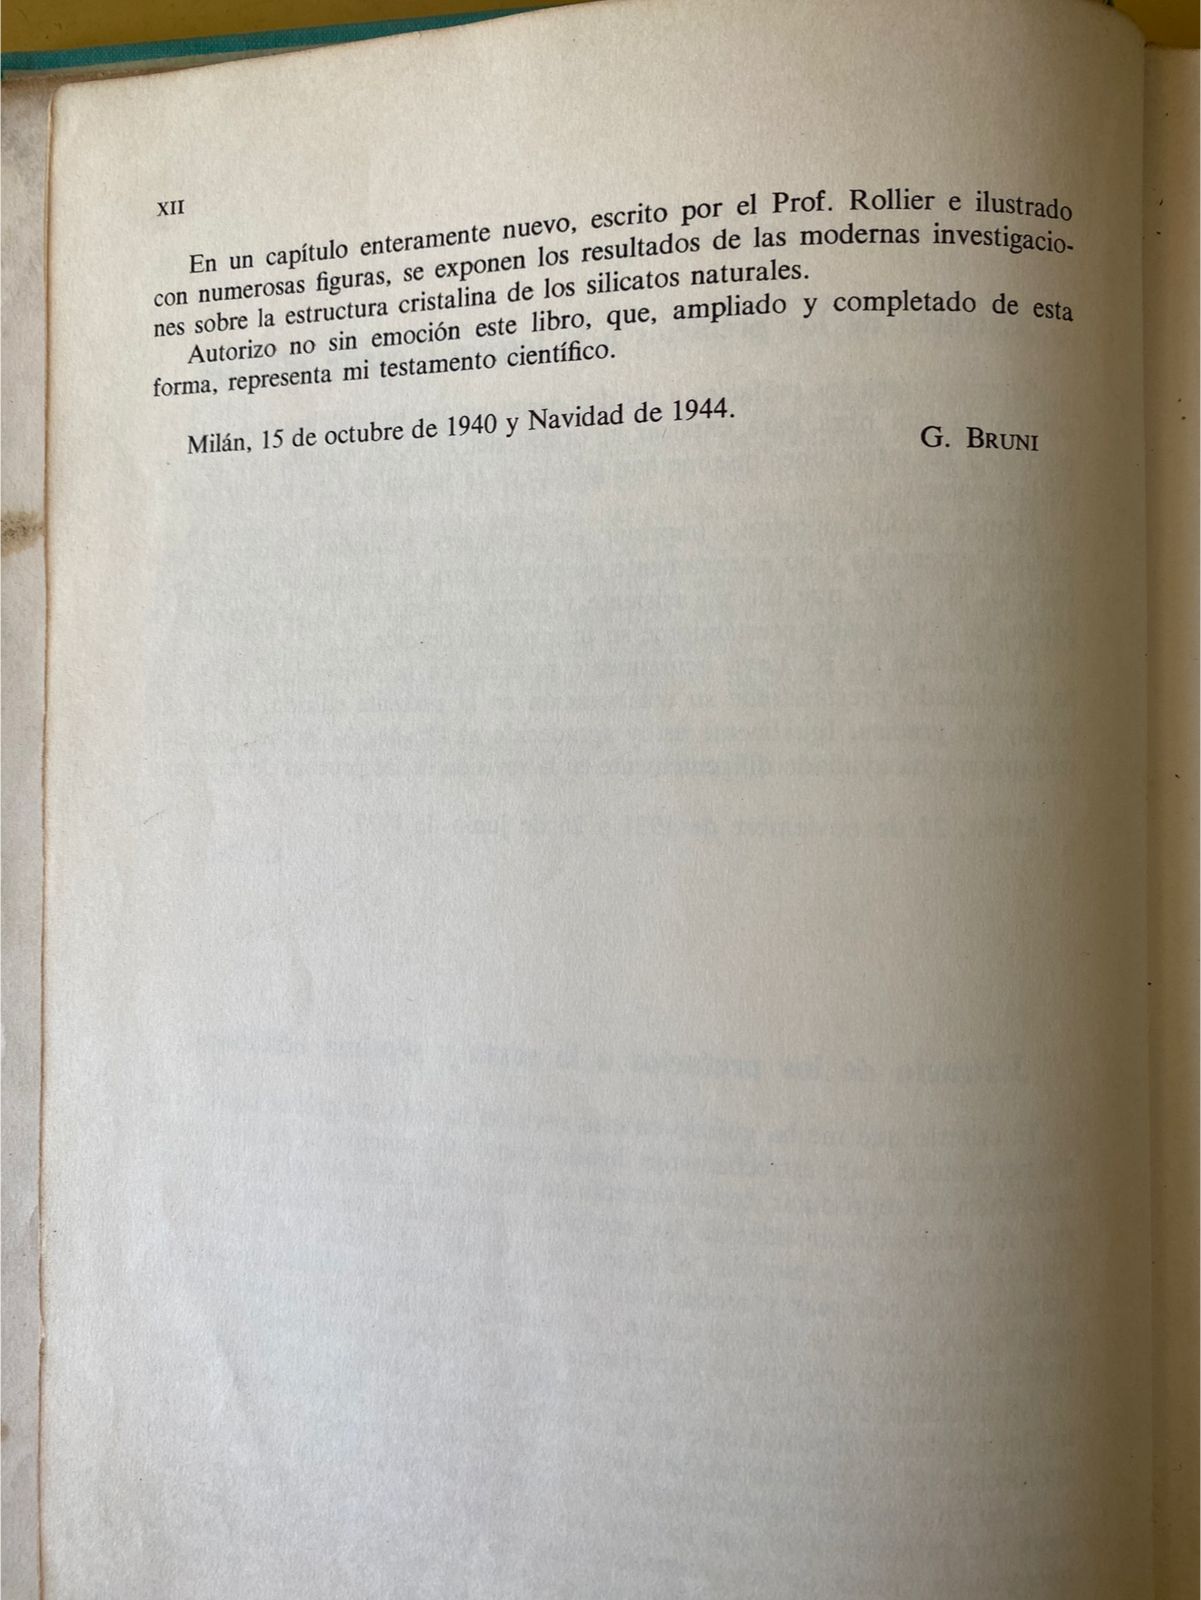 XII
En un capítulo enteramente nuevo, escrito por el Prof. Rollier e ilustrado
con numerosas figuras, se exponen los resultados de las modernas investigacio-
nes sobre la estructura cristalina de los silicatos naturales.
Autorizo no sin emoción este libro, que, ampliado y completado de esta
forma, representa mi testamento científico.
Milán, 15 de octubre de 1940 y Navidad de 1944.
G. BRUNI